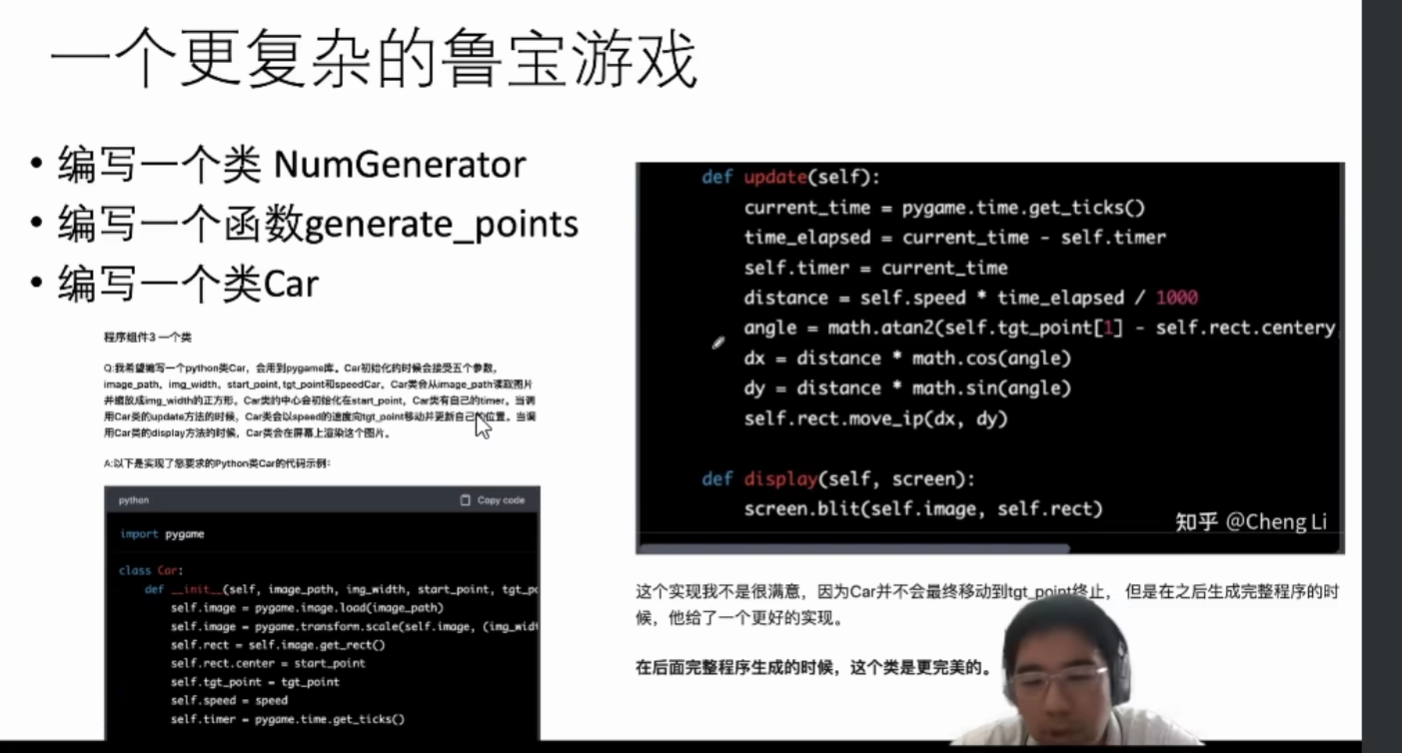 一个更复杂的鲁宝游戏
• 编写一个类 NumGenerator
• 编写一个函数generate_points
• 编写一个类Car
程序组件3 一个类
Q:我希望编写一个python类Car，会用到pygame库。Car初始化的时候会接受五个参数，
image_path，img_width，start_point, tgt_point和speedCar。Car类会从image_path读取图片
并缩放成img_width的正方形。Car类的中心会初始化在start_point，Car类有自己的timer。当调
用Car类的update方法的时候，Car类会以speed的速度向tgt_point移动并更新自己的位置。当调
用Car类的display方法的时候，Car类会在屏幕上渲染这个图片。
A:以下是实现了您要求的Python类Car的代码示例：
python
Copy code
import pygame
class Car:
def __init__(self, image_path, img_width, start_point, tgt_po
self.image = pygame.image.load(image_path)
self.image = pygame.transform.scale(self.image, (img_widt
self.rect = self.image.get_rect()
self.rect.center = start_point
self.tgt_point = tgt_point
self.speed = speed
self.timer = pygame.time.get_ticks()
def update(self):
current_time = pygame.time.get_ticks()
time_elapsed = current_time - self.timer
self.timer = current_time
distance = self.speed * time_elapsed / 1000
angle = math.atan2(self.tgt_point[1] - self.rect.centery,
dx = distance * math.cos(angle)
dy = distance * math.sin(angle)
self.rect.move_ip(dx, dy)
def display(self, screen):
screen.blit(self.image, self.rect)
知乎 @Cheng Li
这个实现我不是很满意，因为Car并不会最终移动到tgt_point终止， 但是在之后生成完整程序的时
候，他给了一个更好的实现。
在后面完整程序生成的时候，这个类是更完美的。